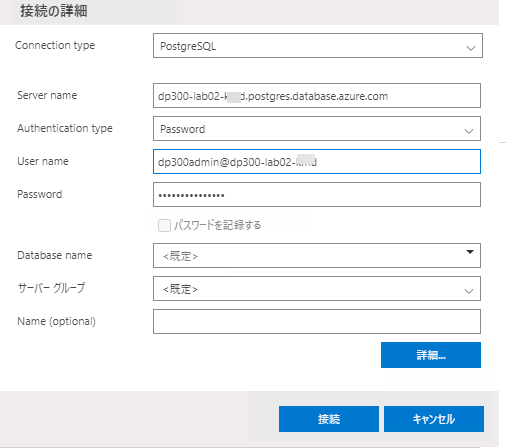 接続の詳細
Connection type
PostgreSQL
Server name
dp300-lab02-.postgres.database.azure.com
Authentication type
Password
User name
dp300admin@dp300-lab02-
Password
•••••••••••••••
パスワードを記録する
Database name
<既定>
サーバー グループ
<既定>
Name (optional)
詳細...
接続
キャンセル